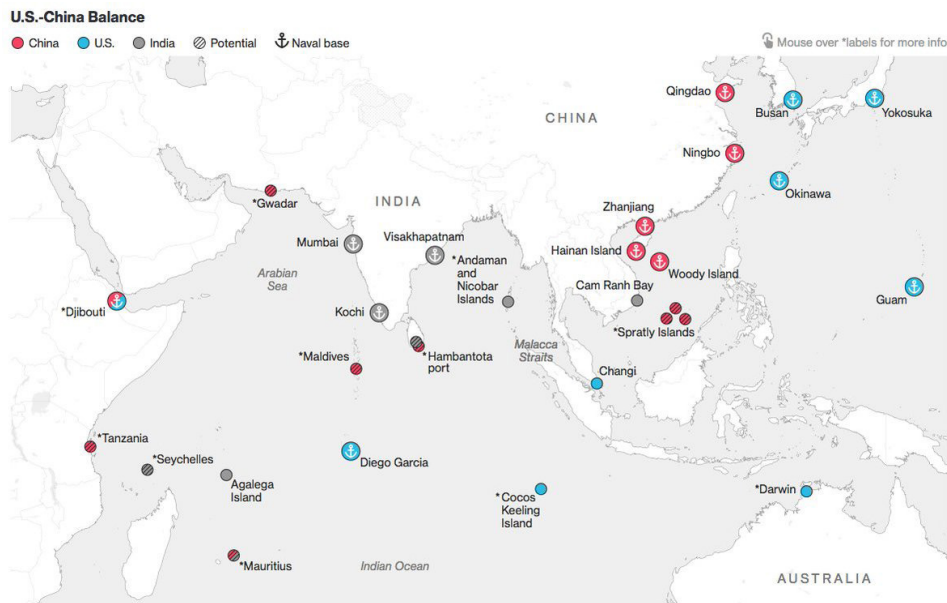 U.S.-China Balance
China U.S. India Potential Naval base
Mouse over *labels for more info
Qingdao
Busan
Yokosuka
CHINA
Ningbo
Okinawa
*Gwadar
INDIA
Zhanjiang
Mumbai
Visakhapatnam
Hainan Island
*Andaman
and
Nicobar
Islands
Woody Island
Arabian
Sea
Cam Ranh Bay
Guam
*Djibouti
Kochi
*Spratly Islands
Malacca
Straits
*Maldives
*Hambantota
port
Changi
*Tanzania
*Seychelles
Diego Garcia
Agalega
Island
*Cocos
Keeling
Island
*Darwin
*Mauritius
Indian Ocean
AUSTRALIA